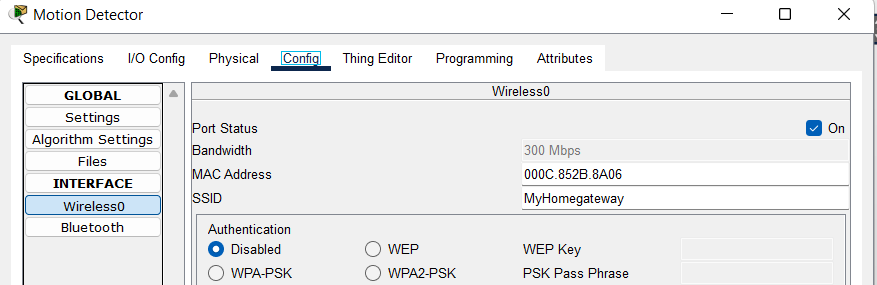 Motion Detector
Specifications I/O Config Physical Config Thing Editor Programming Attributes
GLOBAL
Settings
Algorithm Settings
Files
INTERFACE
Wireless0
Bluetooth
Wireless0
Port Status On
Bandwidth 300 Mbps
MAC Address 000C.852B.8A06
SSID MyHomegateway
Authentication
Disabled WEP WEP Key
WPA-PSK WPA2-PSK PSK Pass Phrase